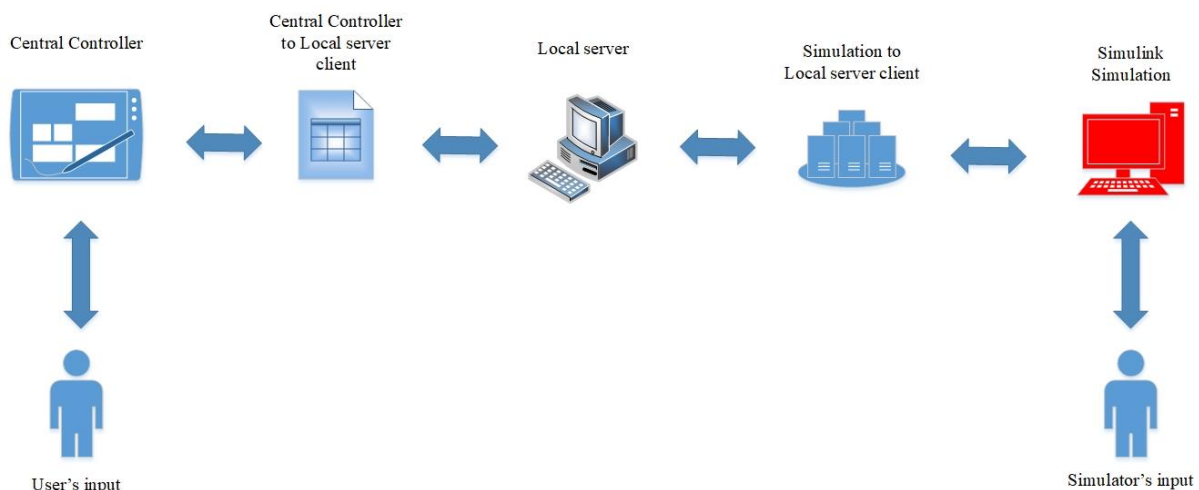 Central Controller
Central Controller
to Local server
client
Local server
Simulation to
Local server client
Simulink
Simulation
User's input
Simulator's input